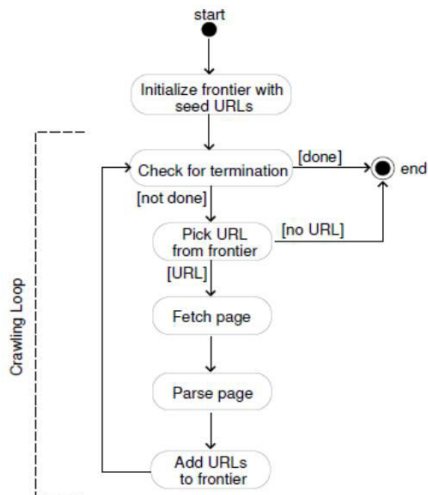 start
Initialize frontier with
seed URLs
Check for termination
[done]
end
[not done]
Pick URL
from frontier
[no URL]
[URL]
Fetch page
Crawling Loop
Parse page
Add URLs
to frontier